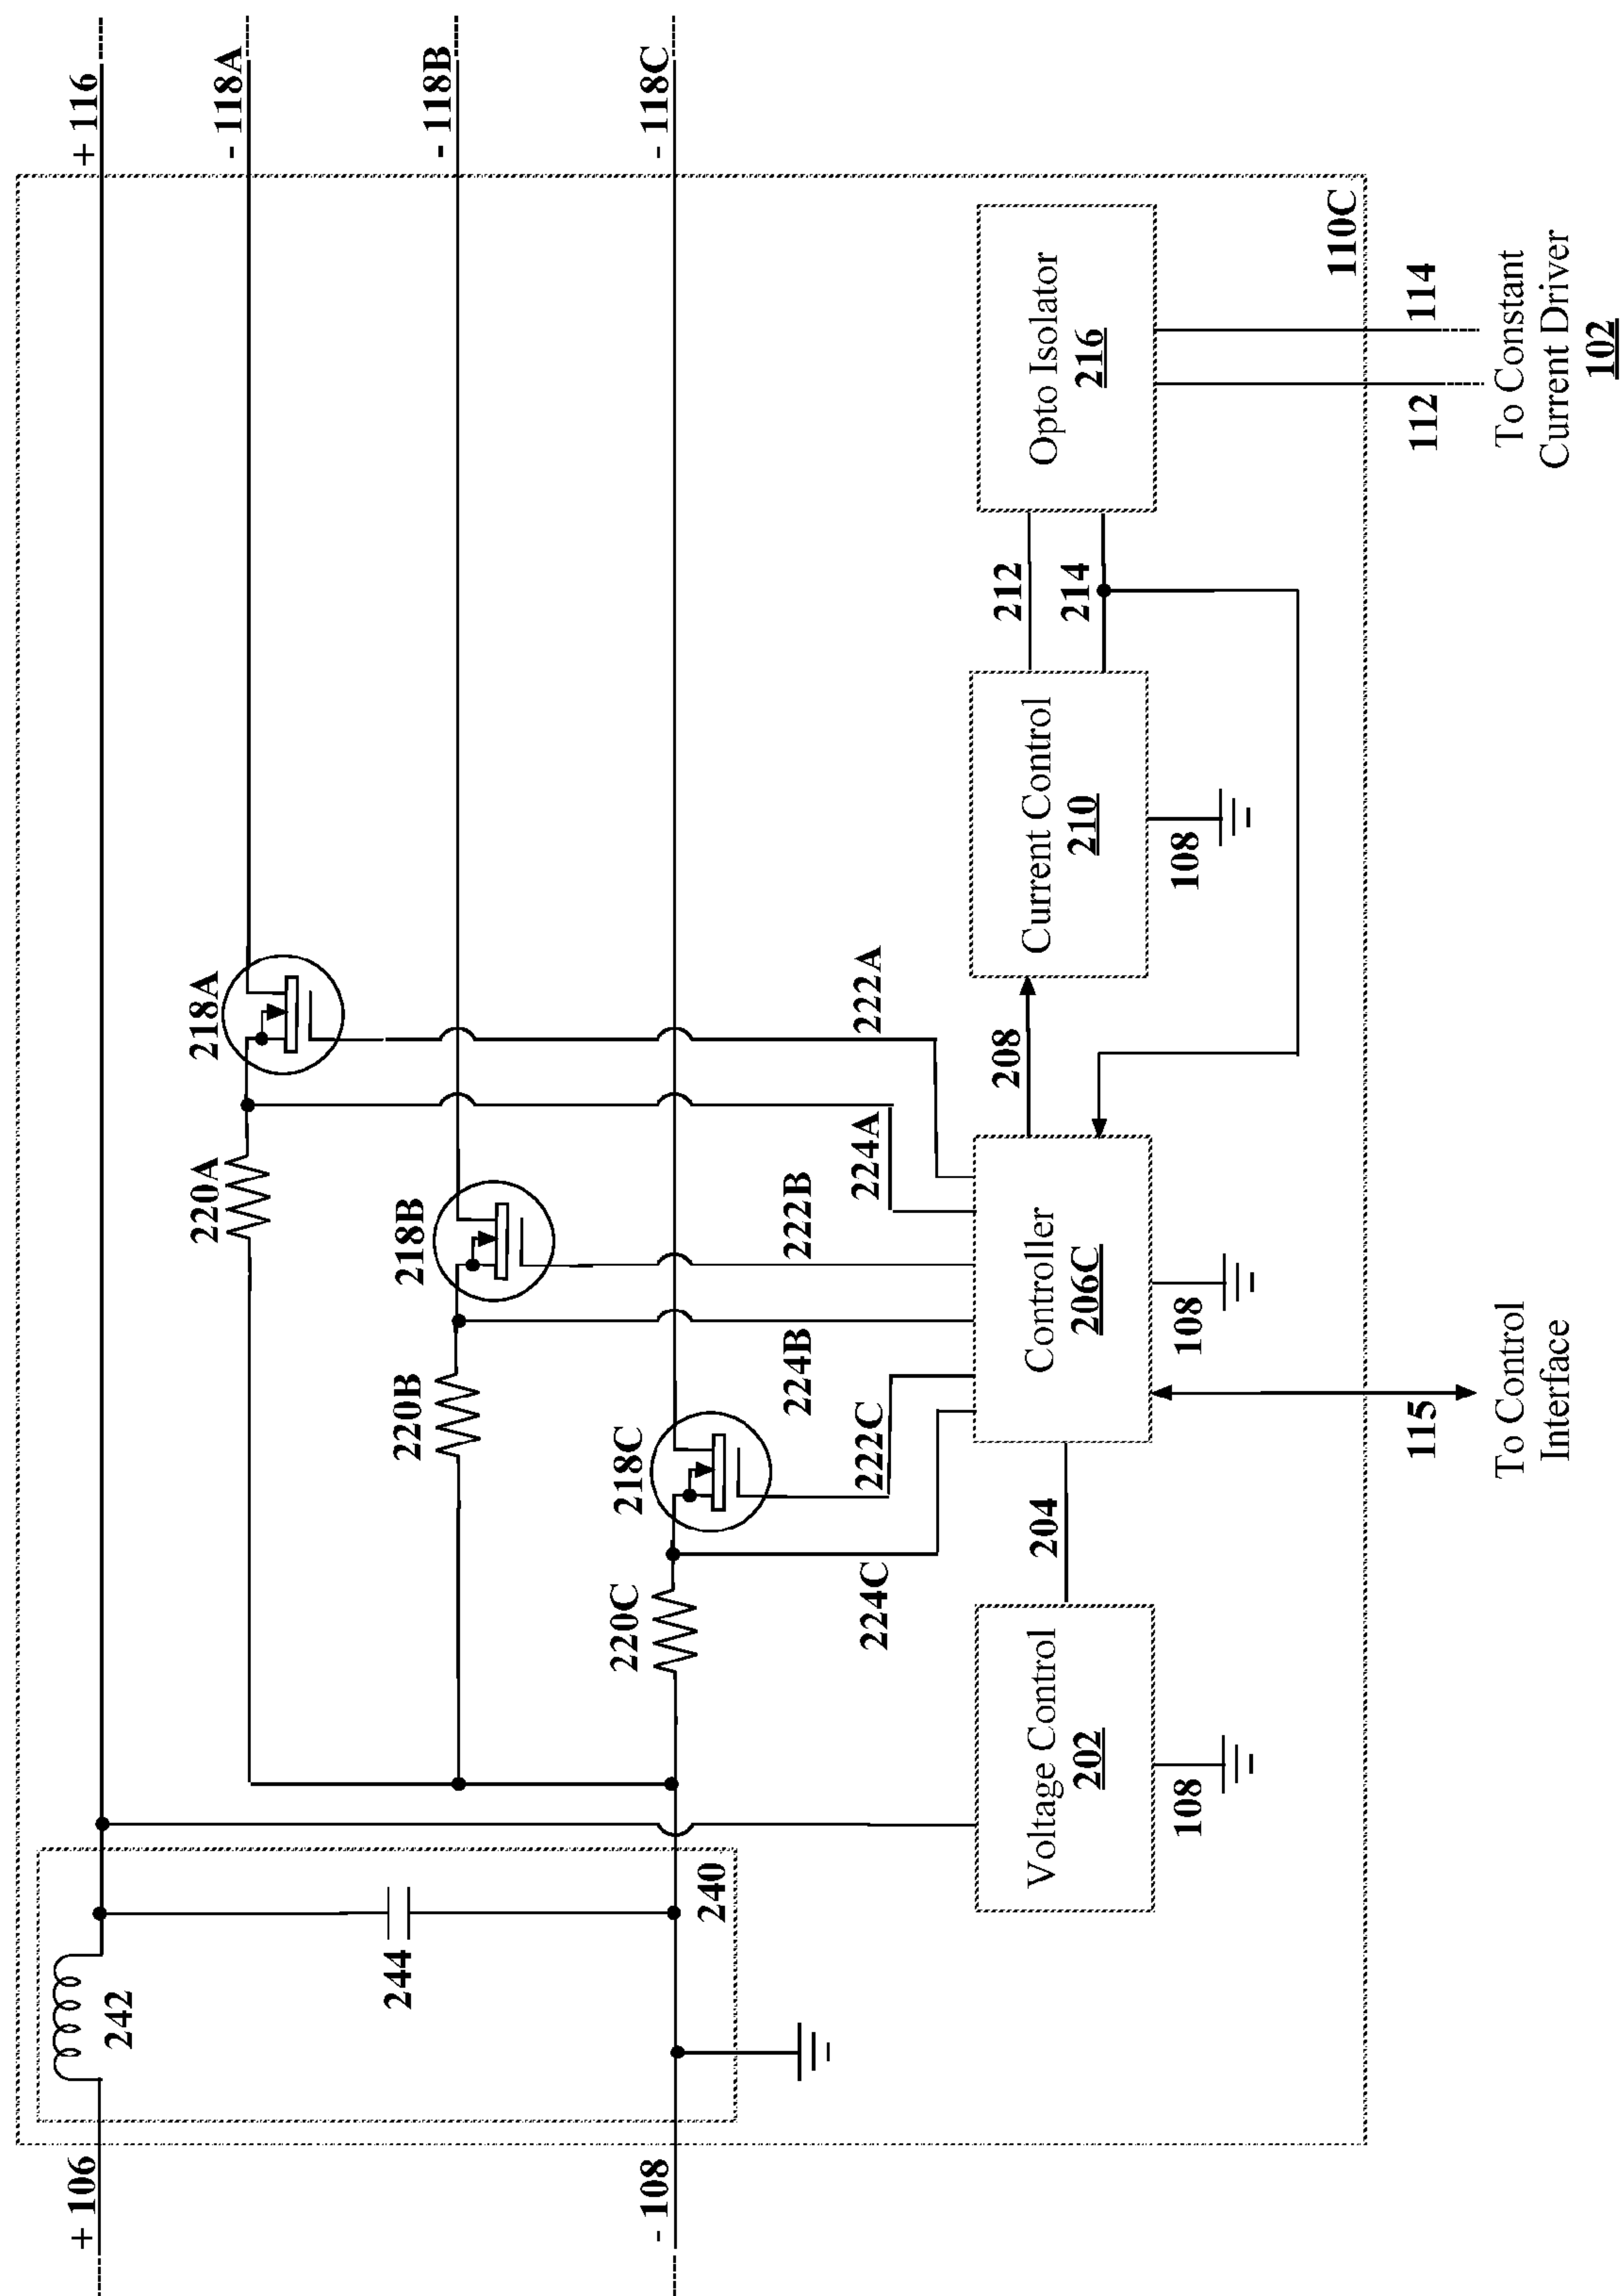 + 106
- 108
242
244
240
+ 116
- 118A
- 118B
- 118C
218A
220A
218B
220B
218C
220C
222A
224A
222B
224B
222C
224C
Voltage Control
202
108
204
Controller
206C
108
208
Current Control
210
108
212
214
Opto Isolator
216
110C
115
To Control
Interface
112
114
To Constant
Current Driver
102